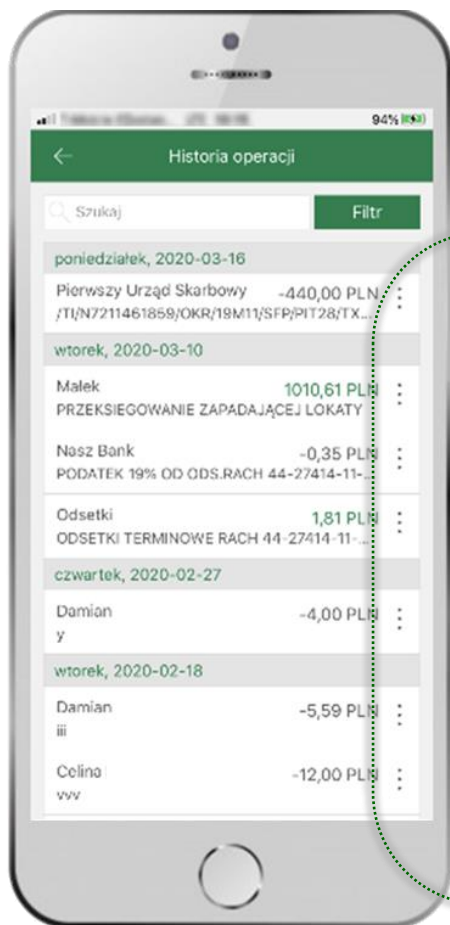 94%
Historia operacji
Szukaj Filtr
poniedziałek, 2020-03-16
Pierwszy Urząd Skarbowy -440,00 PLN
/TI/N7211461859/OKR/19M11/SFP/PIT28/TX...
wtorek, 2020-03-10
Małek 1010,61 PLN
PRZEKSIEGOWANIE ZAPADAJĄCEJ LOKATY
Nasz Bank -0,35 PLN
PODATEK 19% OD ODS.RACH 44-27414-11-...
Odsetki 1,81 PLN
ODSETKI TERMINOWE RACH 44-27414-11-...
czwartek, 2020-02-27
Damian -4,00 PLN
y
wtorek, 2020-02-18
Damian -5,59 PLN
iii
Celina -12,00 PLN
vvv